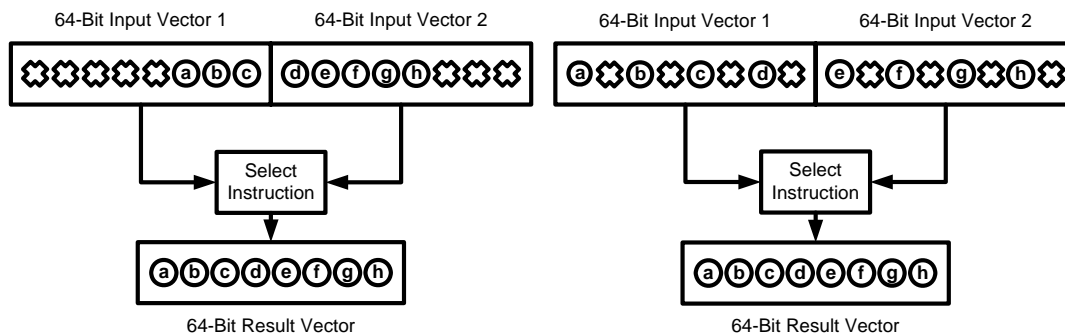 64-Bit Input Vector 1 64-Bit Input Vector 2 64-Bit Input Vector 1 64-Bit Input Vector 2
a b c d e f g h a b c d e f g h
Select Select
Instruction Instruction
a b c d e f g h a b c d e f g h
64-Bit Result Vector 64-Bit Result Vector